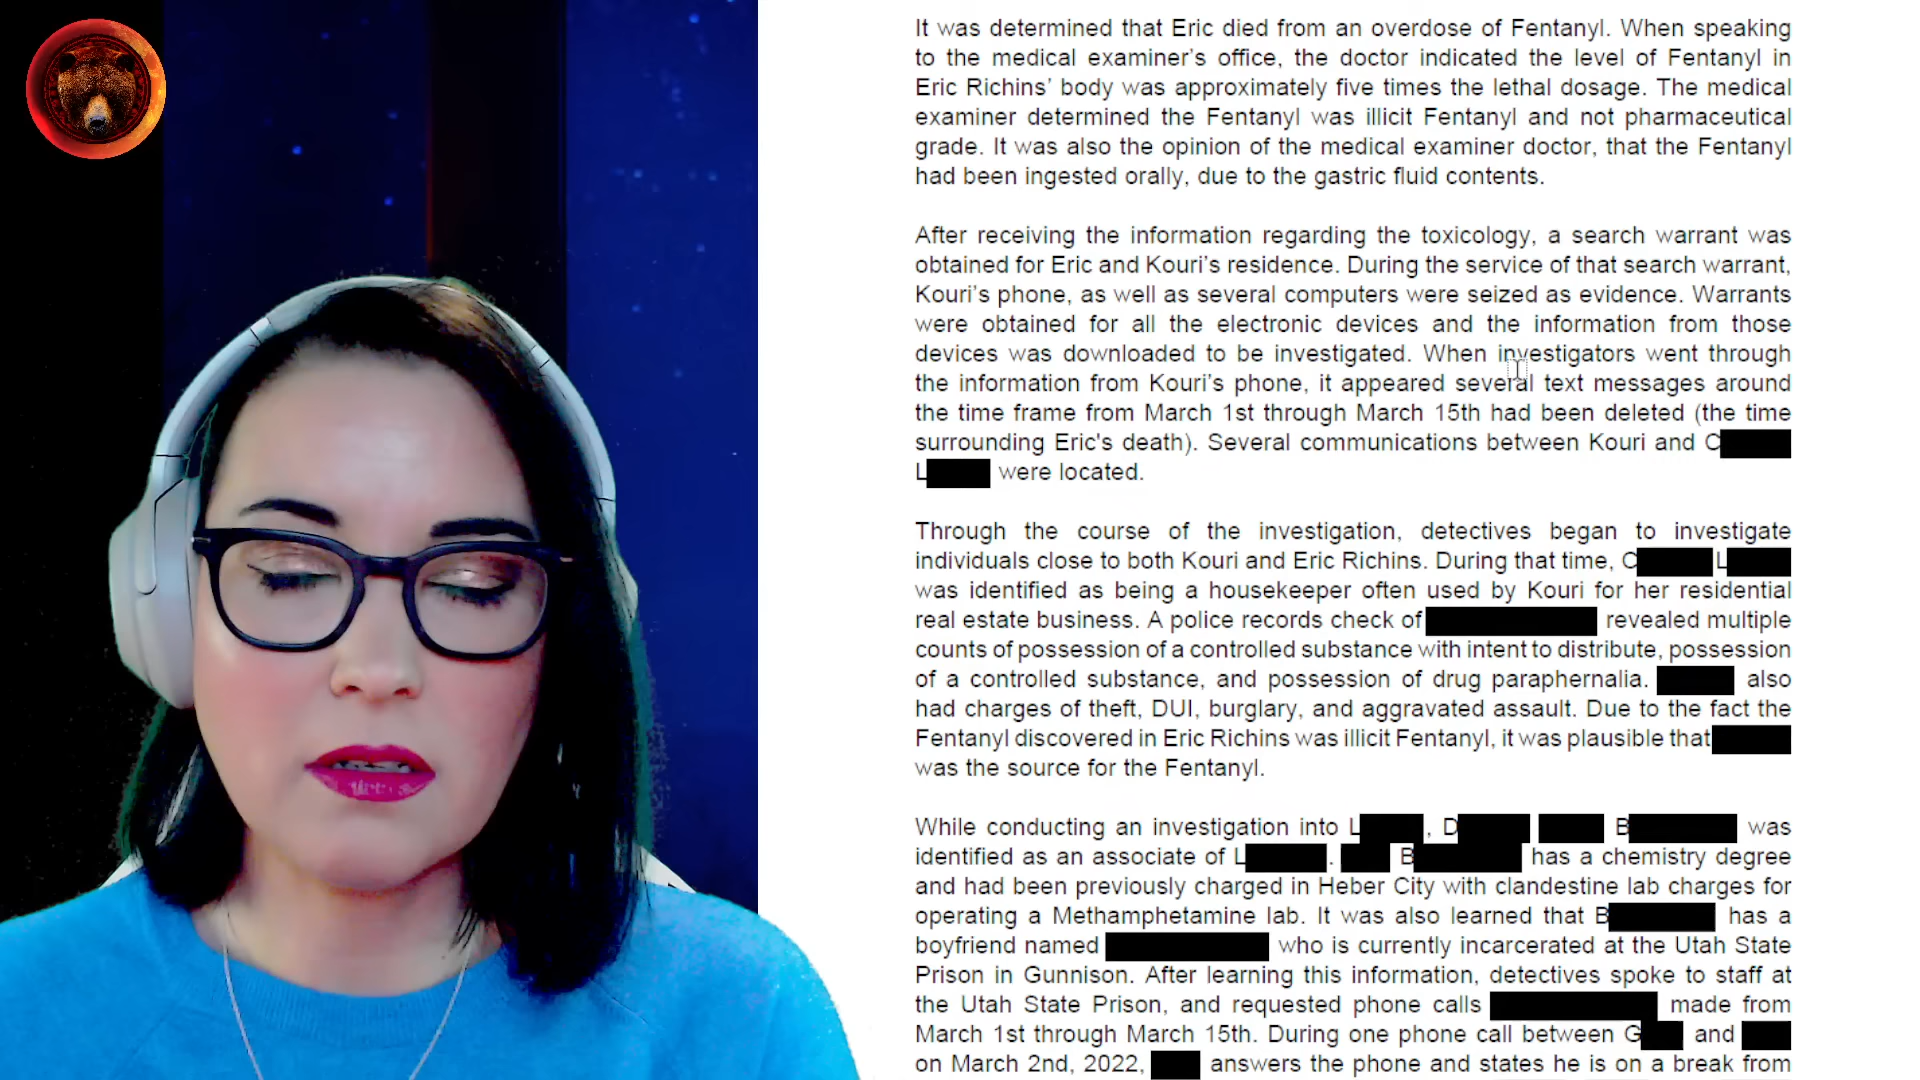 It was determined that Eric died from an overdose of Fentanyl. When speaking
to the medical examiner's office, the doctor indicated the level of Fentanyl in
Eric Richins' body was approximately five times the lethal dosage. The medical
examiner determined the Fentanyl was illicit Fentanyl and not pharmaceutical
grade. It was also the opinion of the medical examiner doctor, that the Fentanyl
had been ingested orally, due to the gastric fluid contents.
After receiving the information regarding the toxicology, a search warrant was
obtained for Eric and Kouri's residence. During the service of that search warrant,
Kouri's phone, as well as several computers were seized as evidence. Warrants
were obtained for all the electronic devices and the information from those
devices was downloaded to be investigated. When investigators went through
the information from Kouri's phone, it appeared several text messages around
the time frame from March 1st through March 15th had been deleted (the time
surrounding Eric's death). Several communications between Kouri and C
L were located.
Through the course of the investigation, detectives began to investigate
individuals close to both Kouri and Eric Richins. During that time, C L
was identified as being a housekeeper often used by Kouri for her residential
real estate business. A police records check of revealed multiple
counts of possession of a controlled substance with intent to distribute, possession
of a controlled substance, and possession of drug paraphernalia. also
had charges of theft, DUI, burglary, and aggravated assault. Due to the fact the
Fentanyl discovered in Eric Richins was illicit Fentanyl, it was plausible that
was the source for the Fentanyl.
While conducting an investigation into L , D B was
identified as an associate of L . B has a chemistry degree
and had been previously charged in Heber City with clandestine lab charges for
operating a Methamphetamine lab. It was also learned that B has a
boyfriend named who is currently incarcerated at the Utah State
Prison in Gunnison. After learning this information, detectives spoke to staff at
the Utah State Prison, and requested phone calls made from
March 1st through March 15th. During one phone call between G and
on March 2nd, 2022, answers the phone and states he is on a break from